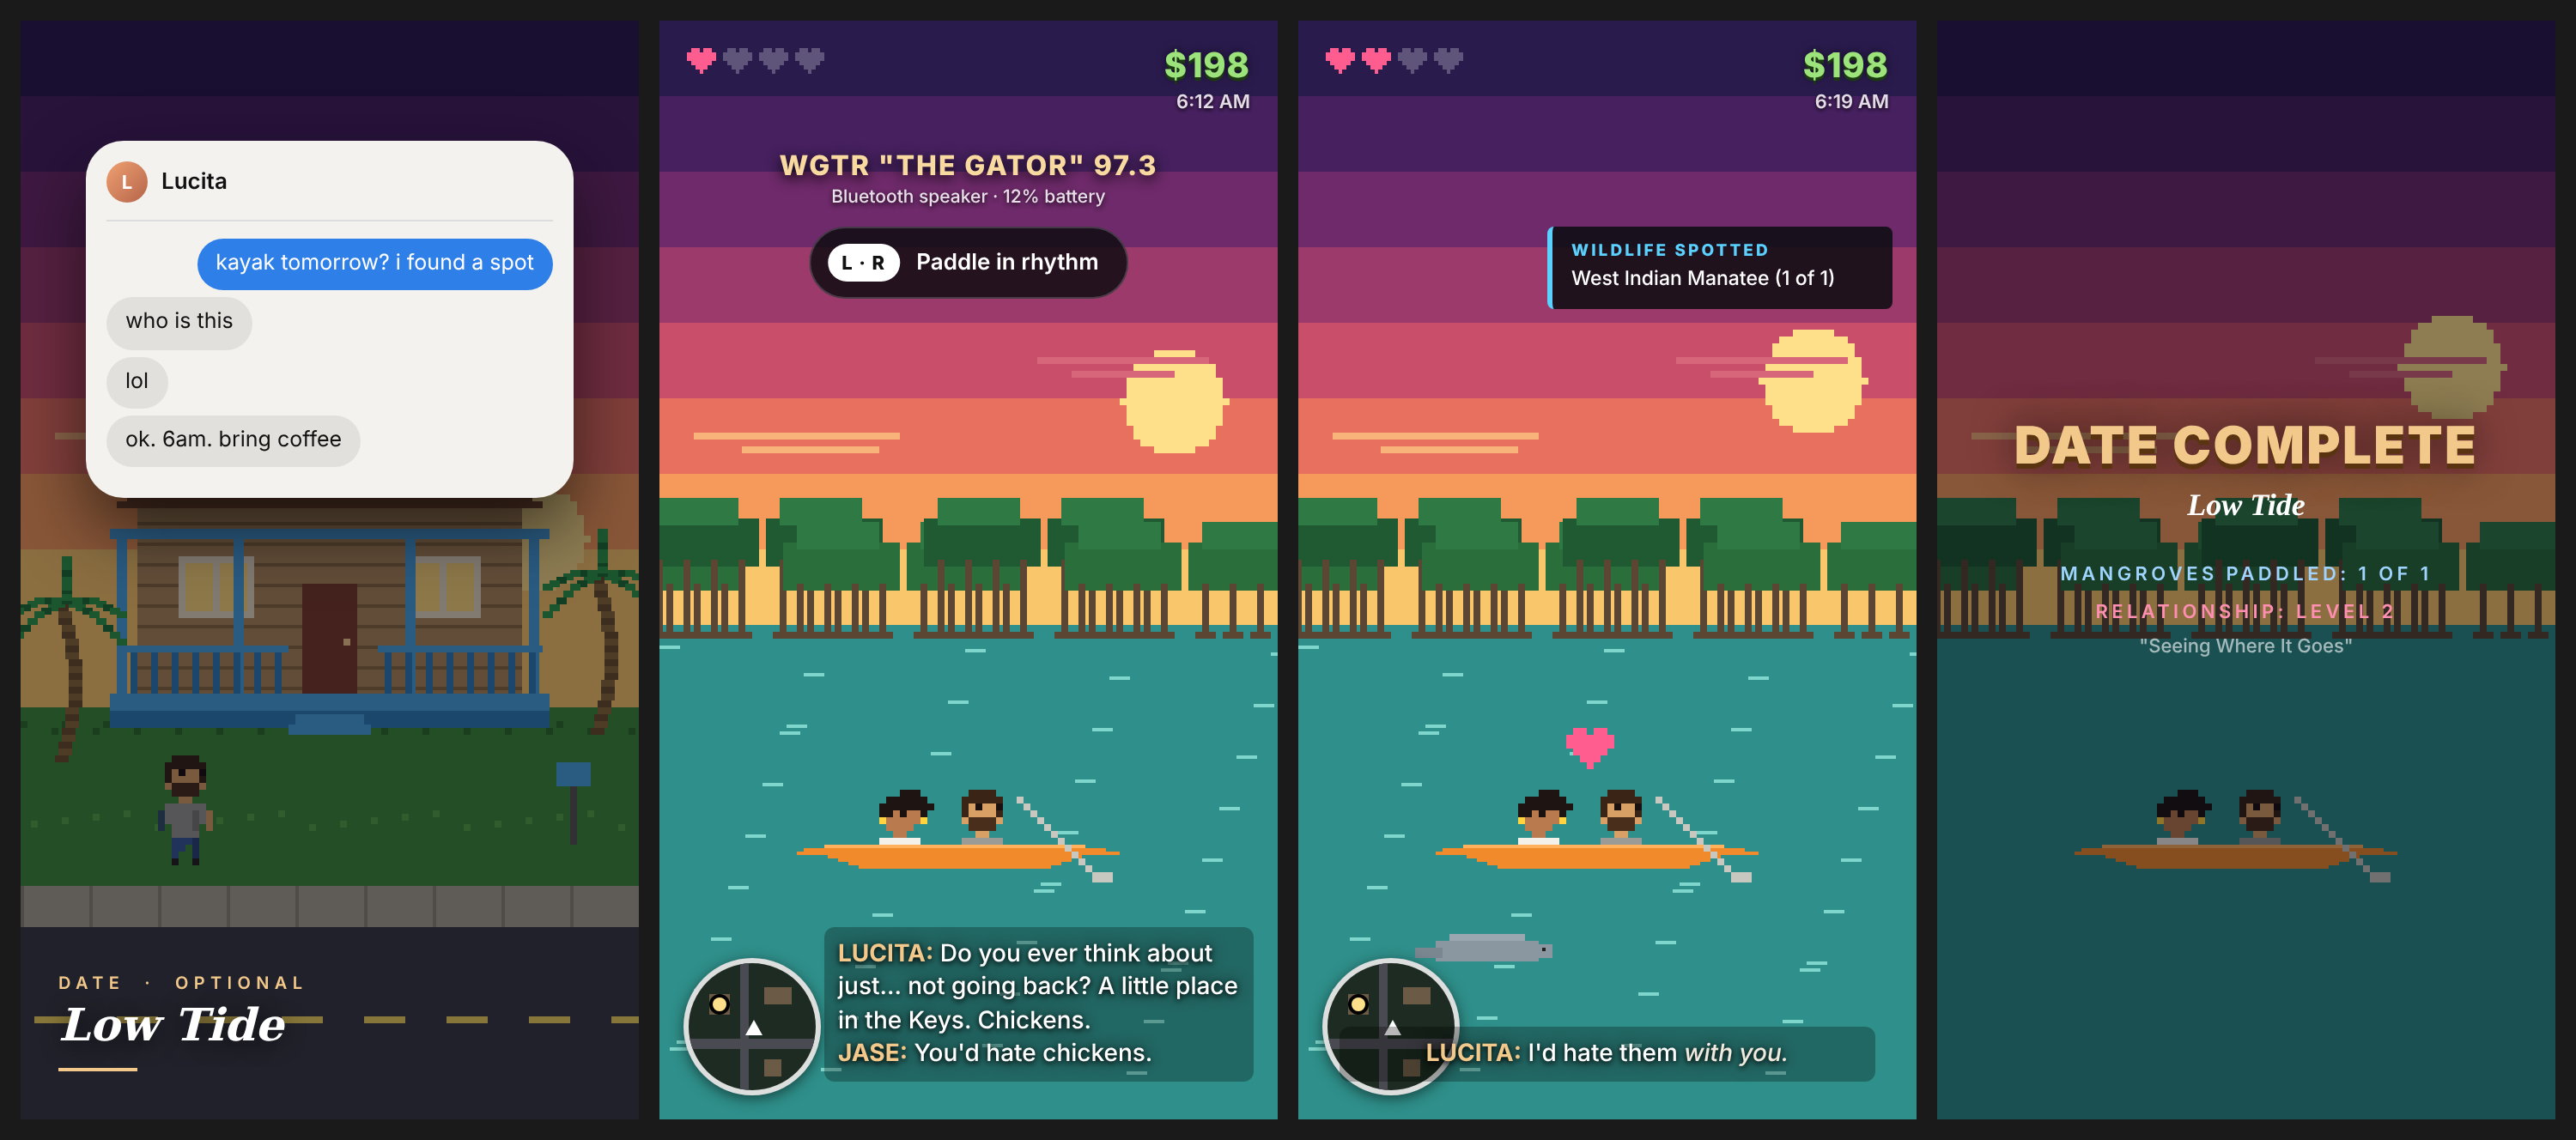 L
Lucita
kayak tomorrow? i found a spot
who is this
lol
ok. 6am. bring coffee
DATE · OPTIONAL
Low Tide
$198
6:12 AM
WGTR "THE GATOR" 97.3
Bluetooth speaker · 12% battery
L · R Paddle in rhythm
LUCITA: Do you ever think about
just... not going back? A little place
in the Keys. Chickens.
JASE: You'd hate chickens.
$198
6:19 AM
WILDLIFE SPOTTED
West Indian Manatee (1 of 1)
LUCITA: I'd hate them with you.
DATE COMPLETE
Low Tide
MANGROVES PADDLED: 1 OF 1
RELATIONSHIP: LEVEL 2
"Seeing Where It Goes"